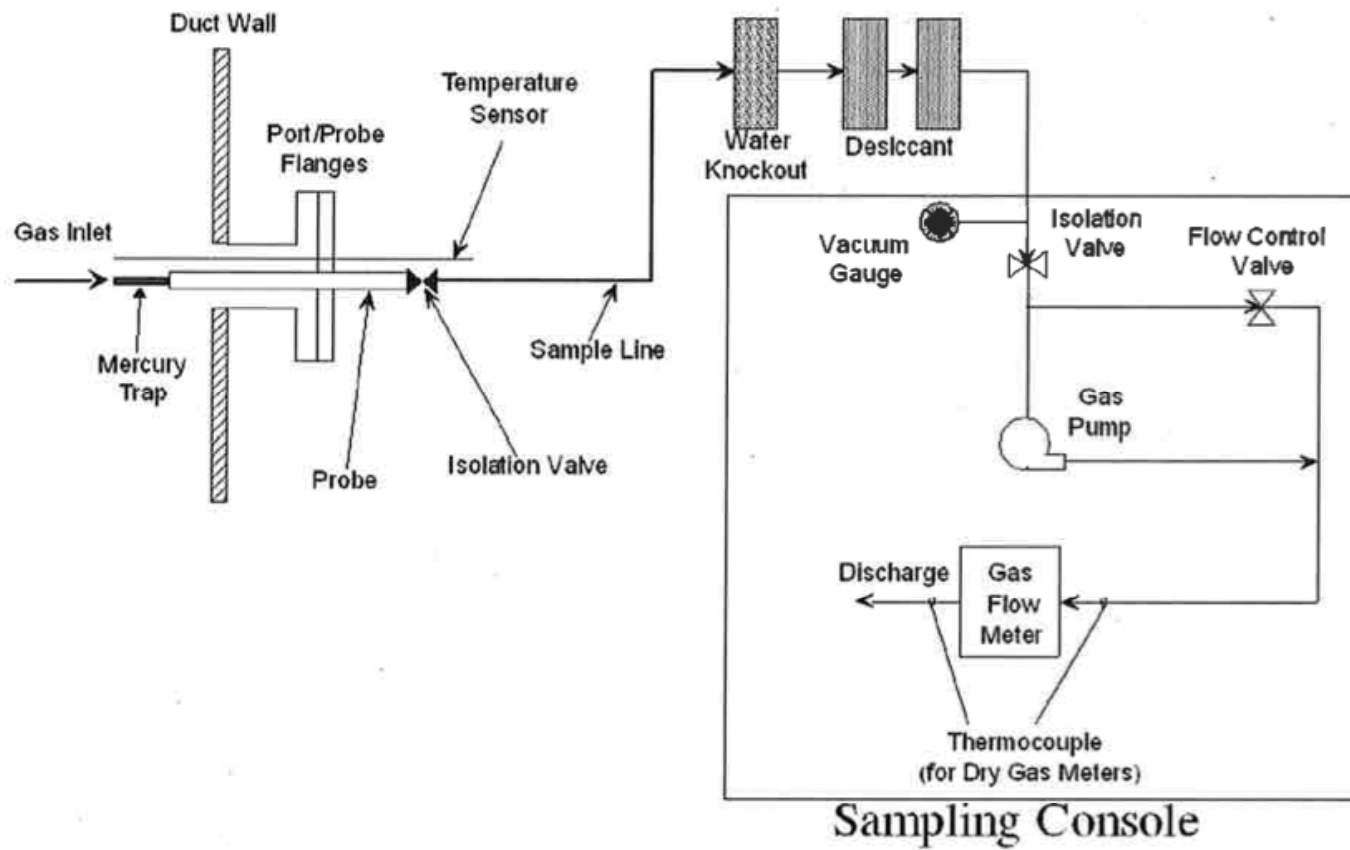 Duct Wall
Temperature
Sensor
Port/Probe
Flanges
Gas Inlet
Mercury
Trap
Probe
Isolation Valve
Sample Line
Water
Knockout
Desiccant
Vacuum
Gauge
Isolation
Valve
Flow Control
Valve
Gas
Pump
Discharge
Gas
Flow
Meter
Thermocouple
(for Dry Gas Meters)
Sampling Console